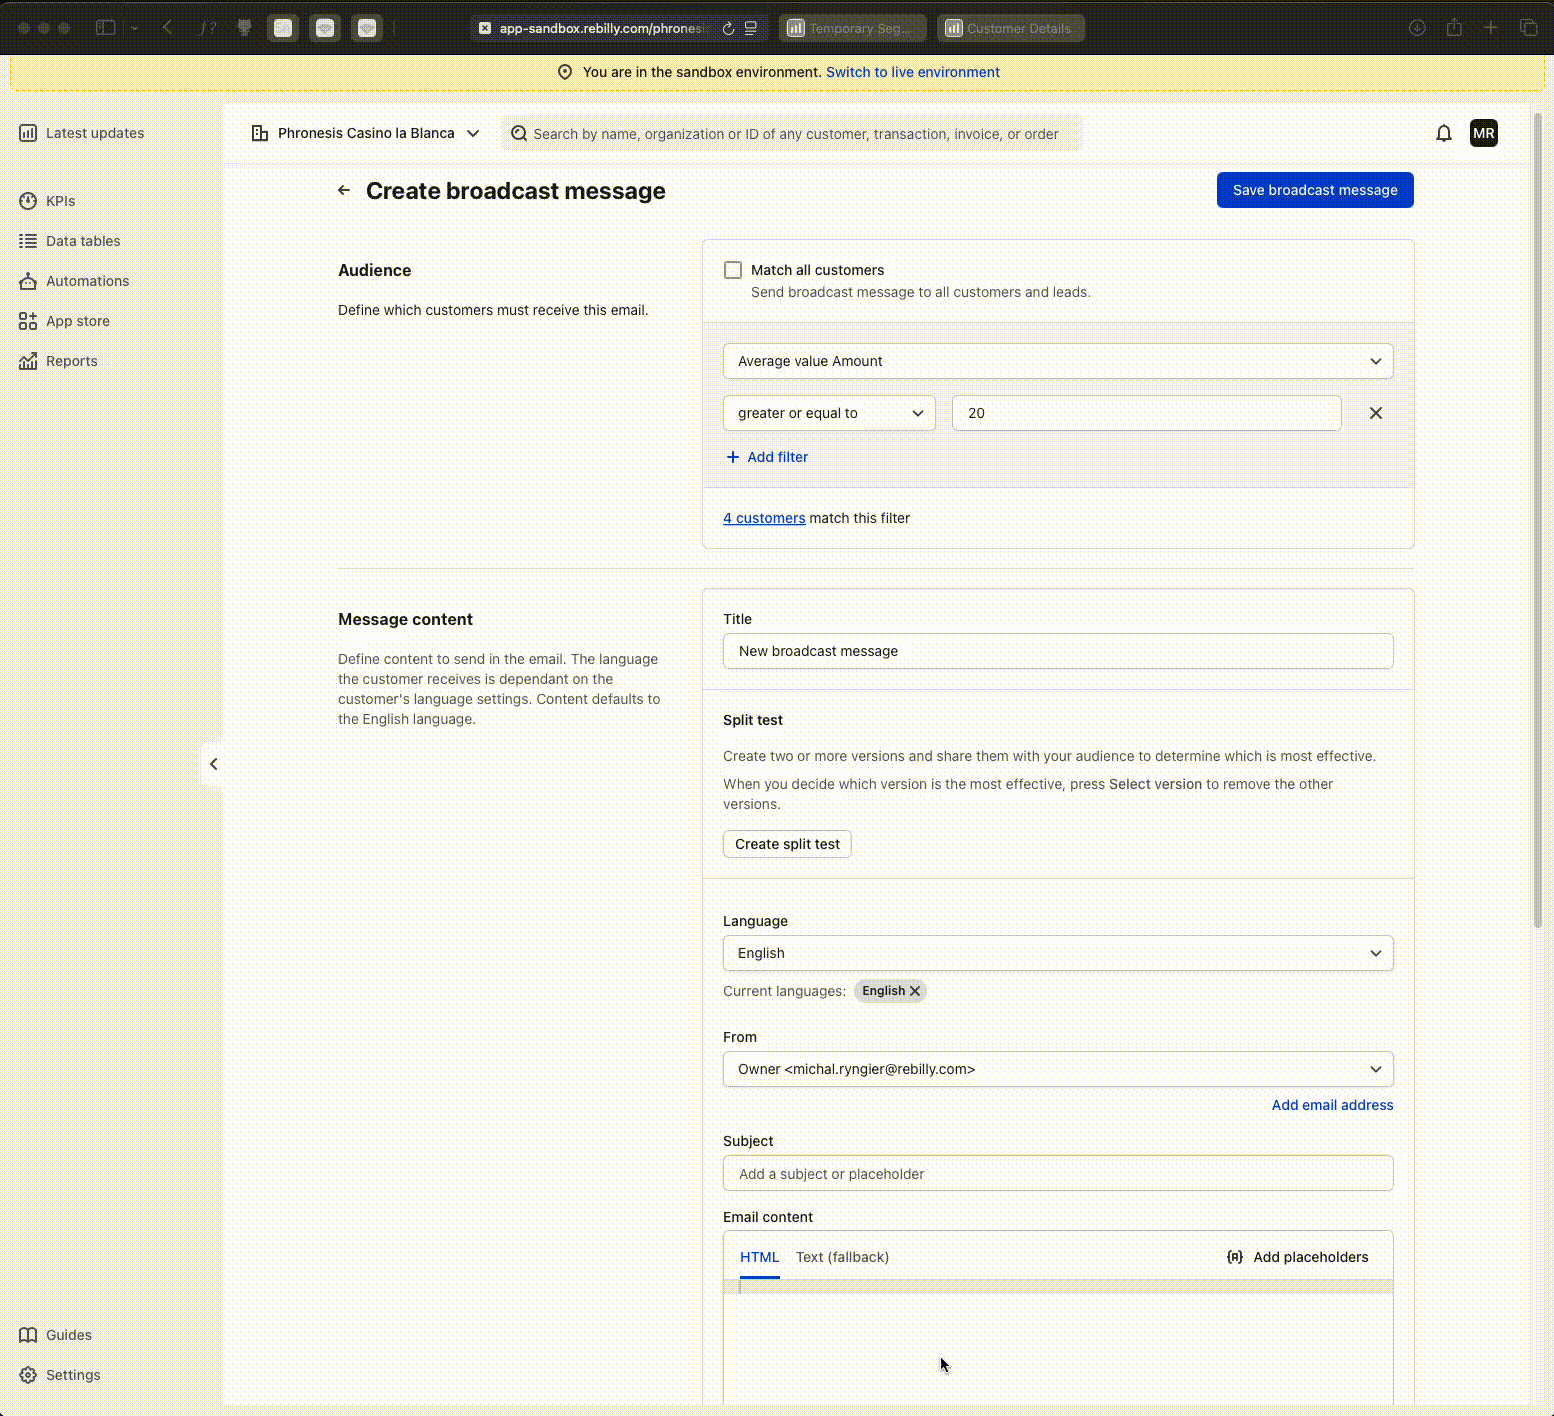 app-sandbox.rebilly.com/phronesi
Temporary Seg...
Customer Details
You are in the sandbox environment. Switch to live environment
Latest updates
KPIs
Data tables
Automations
App store
Reports
Guides
Settings
Phronesis Casino la Blanca
Search by name, organization or ID of any customer, transaction, invoice, or order
MR
Create broadcast message
Save broadcast message
Audience
Define which customers must receive this email.
Match all customers
Send broadcast message to all customers and leads.
Average value Amount
greater or equal to
20
Add filter
4 customers match this filter
Message content
Define content to send in the email. The language
the customer receives is dependant on the
customer's language settings. Content defaults to
the English language.
Title
New broadcast message
Split test
Create two or more versions and share them with your audience to determine which is most effective.
When you decide which version is the most effective, press Select version to remove the other
versions.
Create split test
Language
English
Current languages: English
From
Owner <michal.ryngier@rebilly.com>
Add email address
Subject
Add a subject or placeholder
Email content
HTML
Text (fallback)
Add placeholders